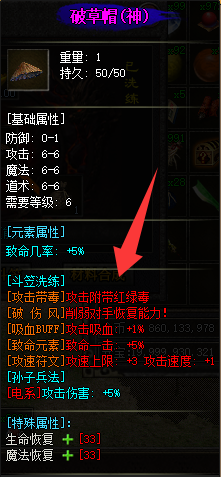 破草帽(神)
重量: 1
持久: 50/50
已洗练
[基础属性]
防御: 0-1
攻击: 6-6
魔法: 6-6
道术: 6-6
需要等级: 6
[元素属性]
致命几率: +5%
[斗笠洗练]
[攻击带毒]攻击附带红绿毒
[破 伤 风]削弱对手恢复能力!
[吸血BUFF]攻击吸血: +1%
[致命元素]致命一击: +5%
[攻速符文]攻速上限: +3 攻击速度: +1
[孙子兵法]
[电系]攻击伤害: +5%
[特殊属性]:
生命恢复 + [33]
魔法恢复 + [33]